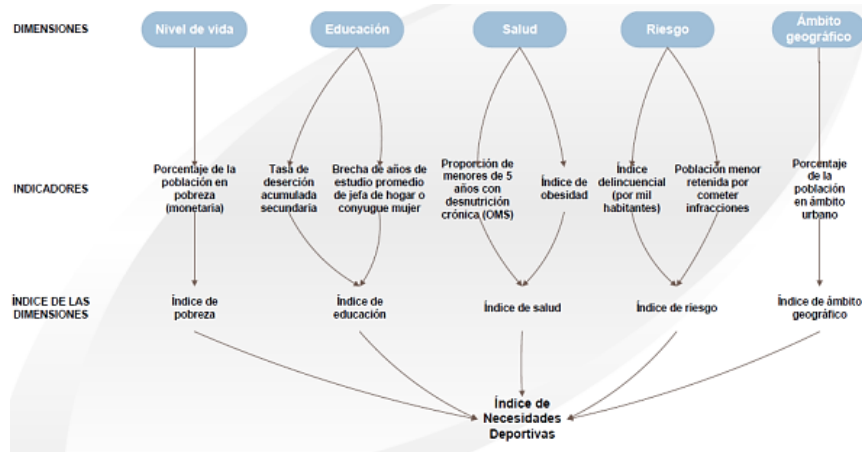 DIMENSIONES
Nivel de vida
Educación
Salud
Riesgo
Ámbito
geográfico
INDICADORES
Porcentaje de la
población en
pobreza
(monetaria)
Tasa de
deserción
acumulada
secundaria
Brecha de años de
estudio promedio
de jefa de hogar o
conyugue mujer
Proporción de
menores de 5
años con
desnutrición
crónica (OMS)
Índice de
obesidad
Índice
delincuencial
(por mil
habitantes)
Población menor
retenida por
cometer
infracciones
Porcentaje
de la
población
en ámbito
urbano
ÍNDICE DE LAS
DIMENSIONES
Índice de
pobreza
Índice de
educación
Índice de salud
Índice de riesgo
Índice de ámbito
geográfico
Índice de
Necesidades
Deportivas